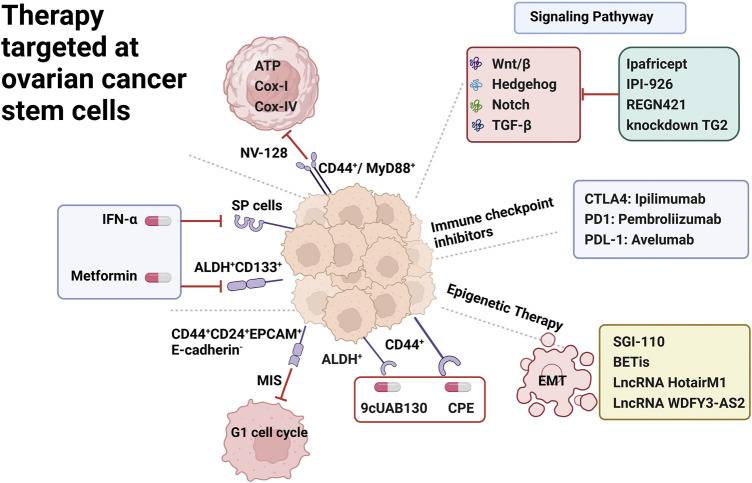 Therapy
targeted at
ovarian cancer
stem cells
Signaling Pathway
ATP
Cox-I
Cox-IV
Wnt/β
Hedgehog
Notch
TGF-β
Ipafricept
IPI-926
REGN421
knockdown TG2
NV-128
CD44⁺/ MyD88⁺
IFN-α
SP cells
Metformin
ALDH⁺CD133⁺
Immune checkpoint
inhibitors
CTLA4: Ipilimumab
PD1: Pembroliizumab
PDL-1: Avelumab
Epigenetic Therapy
CD44⁺CD24⁺EPCAM⁺
E-cadherin⁻
MIS
G1 cell cycle
ALDH⁺
CD44⁺
9cUAB130
CPE
EMT
SGI-110
BETis
LncRNA HotairM1
LncRNA WDFY3-AS2